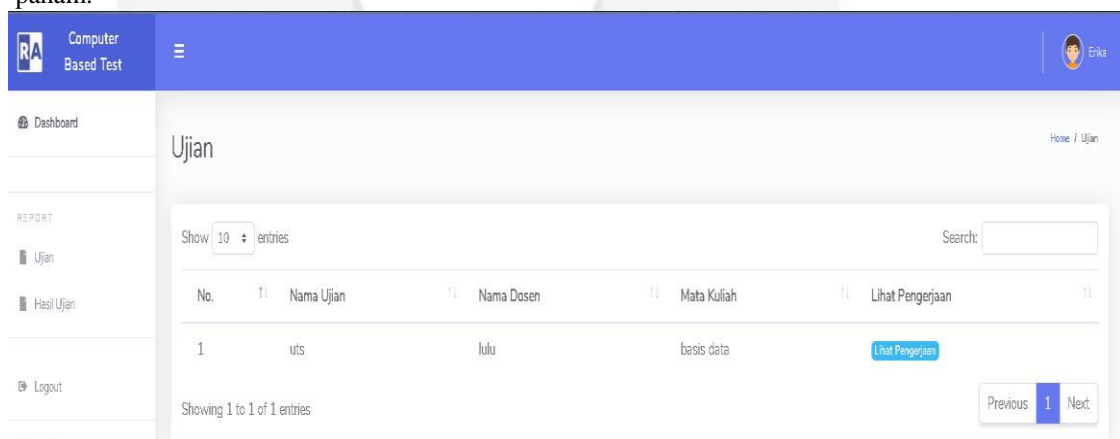 paham.
RA
Computer
Based Test
Erika
Dashboard
Ujian
Home / Ujian
REPORT
Ujian
Hasil Ujian
Logout
Show 10 entries
Search:
No. Nama Ujian Nama Dosen Mata Kuliah Lihat Pengerjaan
1 uts lulu basis data Lihat Pengerjaan
Showing 1 to 1 of 1 entries
Previous 1 Next